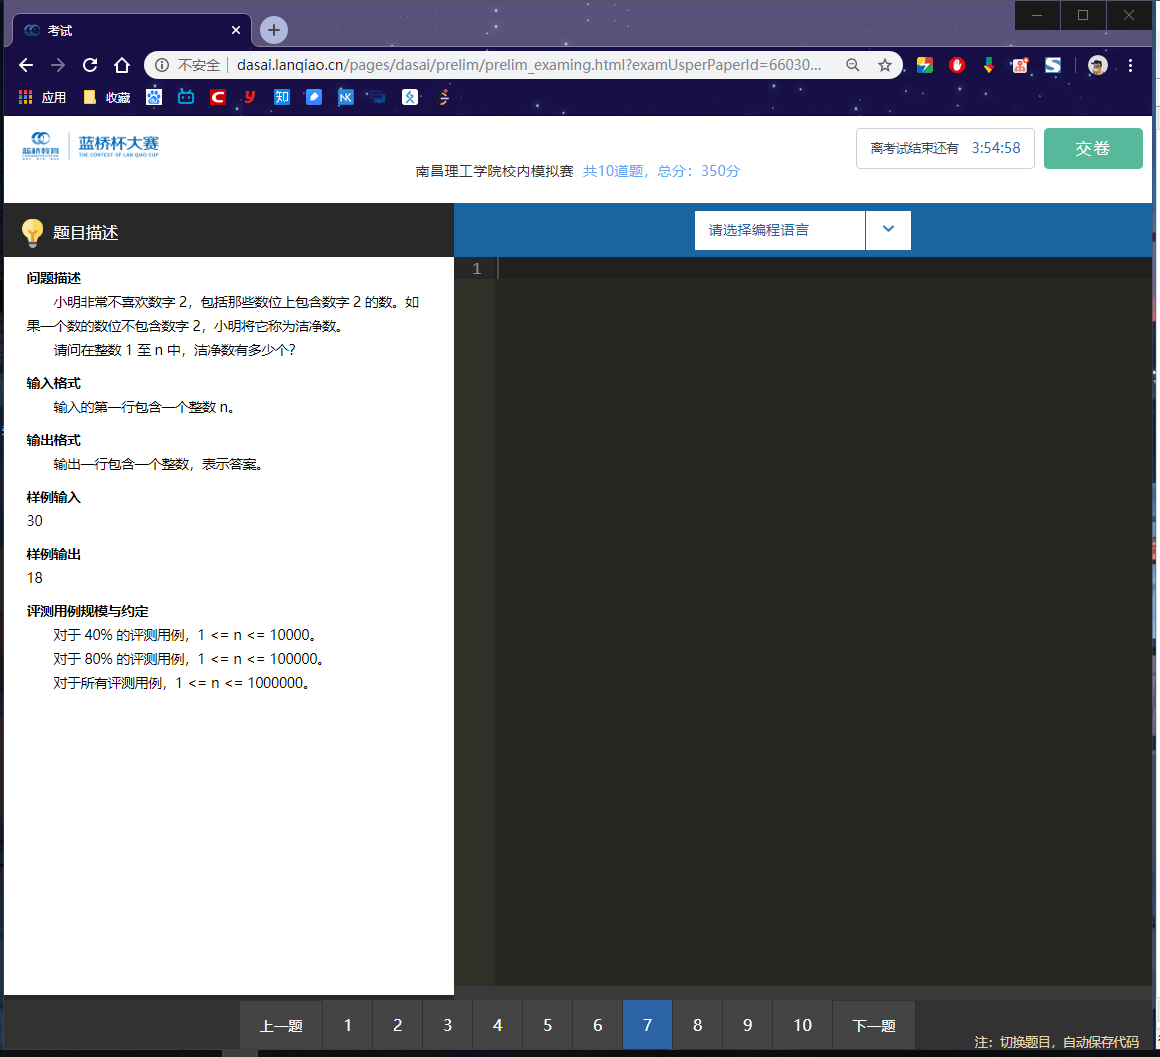 考试
不安全 dasai.lanqiao.cn/pages/dasai/prelim/prelim_examing.html?examUsperPaperId=66030...
应用 收藏 知 NK
蓝桥教育 蓝桥杯大赛
THE CONTEST OF LAN QIAO CUP
离考试结束还有 3:54:58 交卷
南昌理工学院校内模拟赛 共10道题，总分：350分
题目描述
请选择编程语言
1
问题描述
小明非常不喜欢数字 2，包括那些数位上包含数字 2 的数。如
果一个数的数位不包含数字 2，小明将它称为洁净数。
请问在整数 1 至 n 中，洁净数有多少个？
输入格式
输入的第一行包含一个整数 n。
输出格式
输出一行包含一个整数，表示答案。
样例输入
30
样例输出
18
评测用例规模与约定
对于 40% 的评测用例，1 <= n <= 10000。
对于 80% 的评测用例，1 <= n <= 100000。
对于所有评测用例，1 <= n <= 1000000。
上一题 1 2 3 4 5 6 7 8 9 10 下一题
注：切换题目，自动保存代码